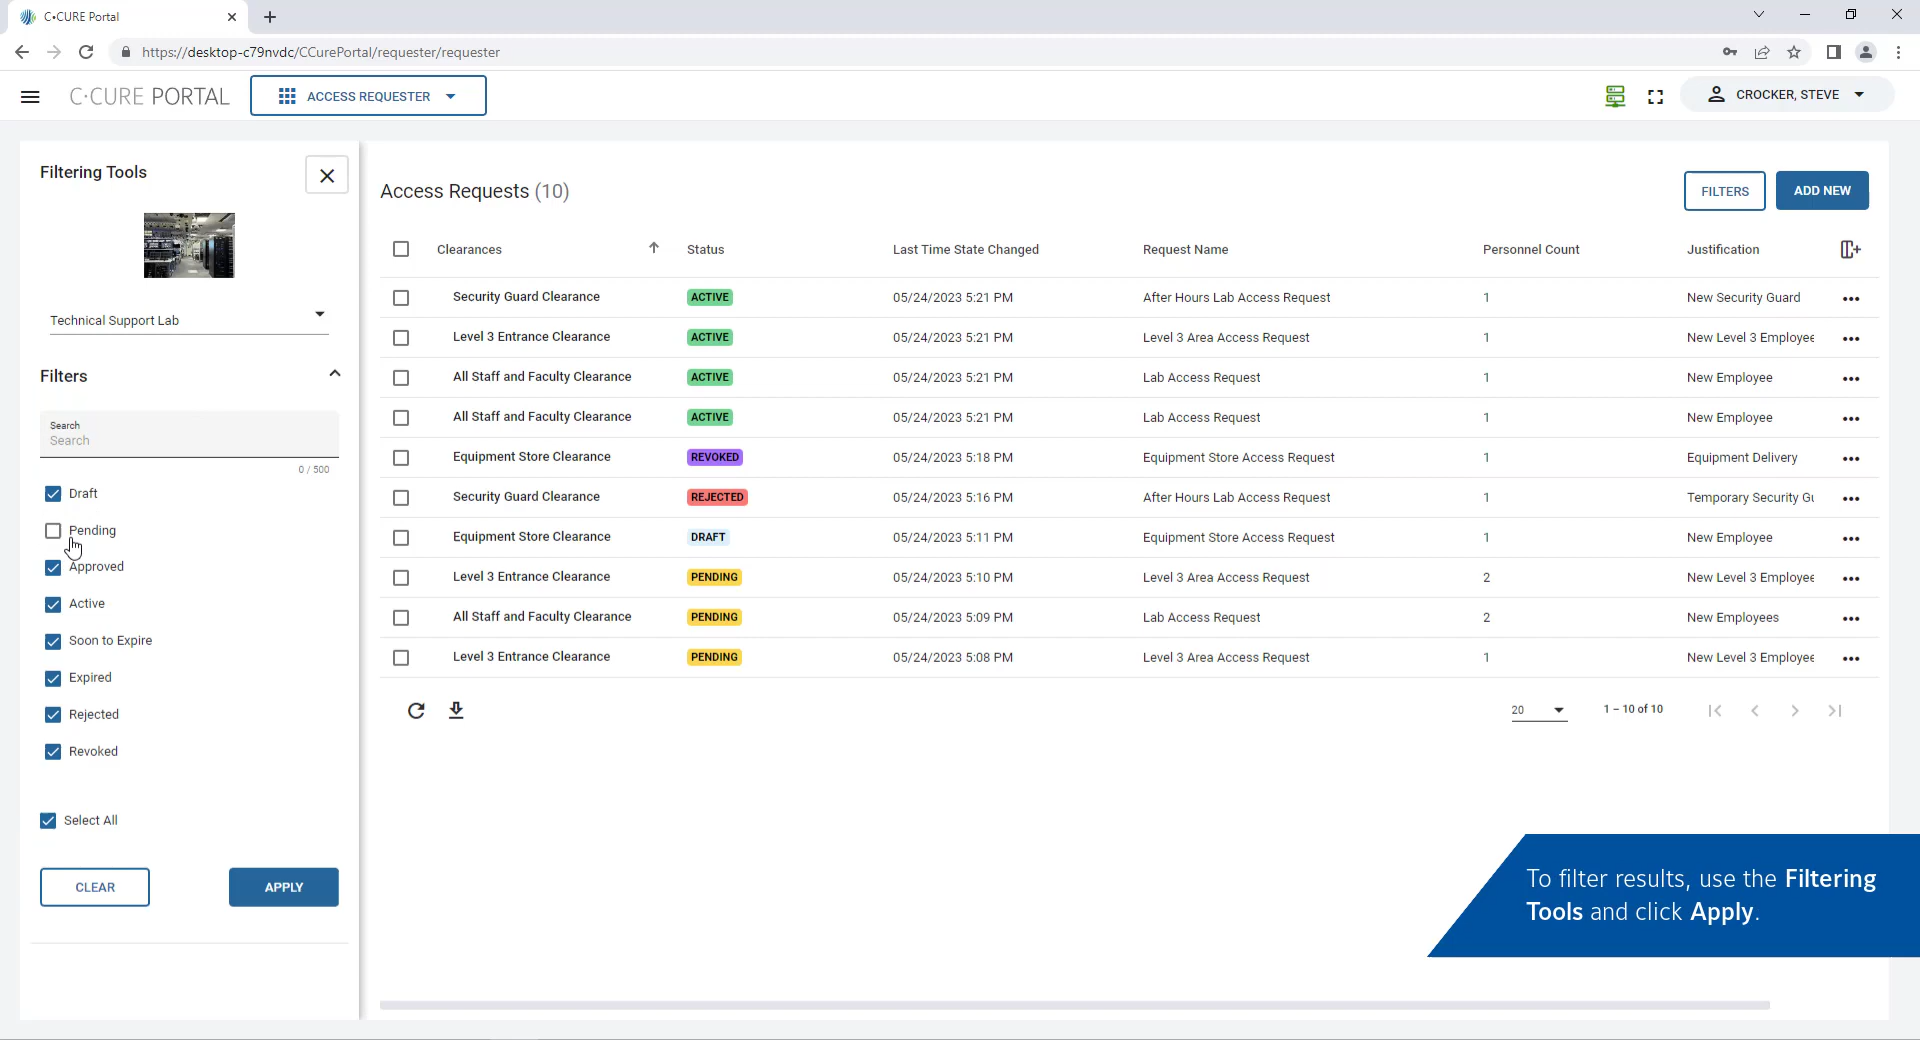 C•CURE Portal
https://desktop-c79nvdc/CCurePortal/requester/requester
C•CURE PORTAL
ACCESS REQUESTER
CROCKER, STEVE
Filtering Tools
Technical Support Lab
Filters
Search
Search
0 / 500
Draft
Pending
Approved
Active
Soon to Expire
Expired
Rejected
Revoked
Select All
CLEAR APPLY
Access Requests (10)
FILTERS ADD NEW
Clearances Status Last Time State Changed Request Name Personnel Count Justification
Security Guard Clearance ACTIVE 05/24/2023 5:21 PM After Hours Lab Access Request 1 New Security Guard
Level 3 Entrance Clearance ACTIVE 05/24/2023 5:21 PM Level 3 Area Access Request 1 New Level 3 Employee
All Staff and Faculty Clearance ACTIVE 05/24/2023 5:21 PM Lab Access Request 1 New Employee
All Staff and Faculty Clearance ACTIVE 05/24/2023 5:21 PM Lab Access Request 1 New Employee
Equipment Store Clearance REVOKED 05/24/2023 5:18 PM Equipment Store Access Request 1 Equipment Delivery
Security Guard Clearance REJECTED 05/24/2023 5:16 PM After Hours Lab Access Request 1 Temporary Security Gu
Equipment Store Clearance DRAFT 05/24/2023 5:11 PM Equipment Store Access Request 1 New Employee
Level 3 Entrance Clearance PENDING 05/24/2023 5:10 PM Level 3 Area Access Request 2 New Level 3 Employee
All Staff and Faculty Clearance PENDING 05/24/2023 5:09 PM Lab Access Request 2 New Employees
Level 3 Entrance Clearance PENDING 05/24/2023 5:08 PM Level 3 Area Access Request 1 New Level 3 Employee
20 1 – 10 of 10
To filter results, use the Filtering
Tools and click Apply.